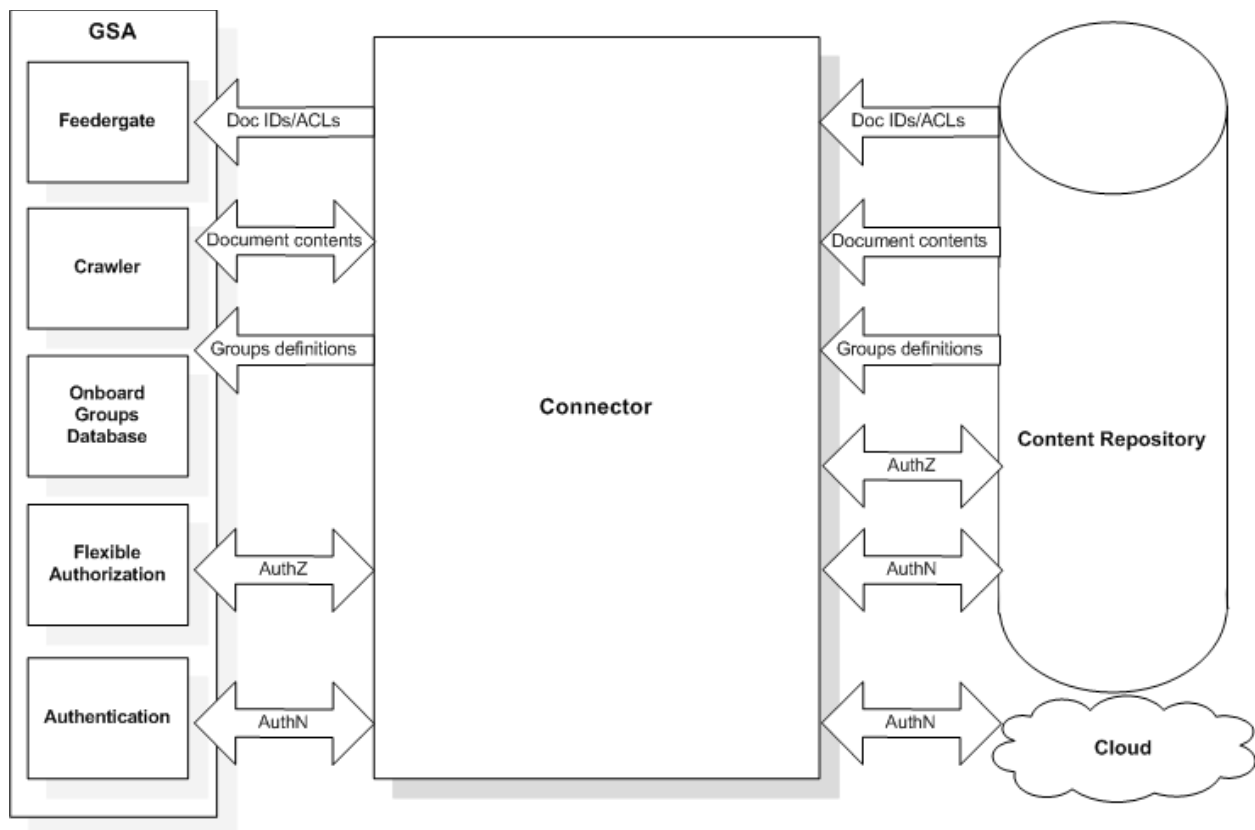 GSA
Feedergate
Doc IDs/ACLs
Doc IDs/ACLs
Crawler
Document contents
Document contents
Groups definitions
Groups definitions
Onboard
Groups
Database
Connector
Content Repository
AuthZ
Flexible
Authorization
AuthZ
AuthN
Authentication
AuthN
AuthN
Cloud